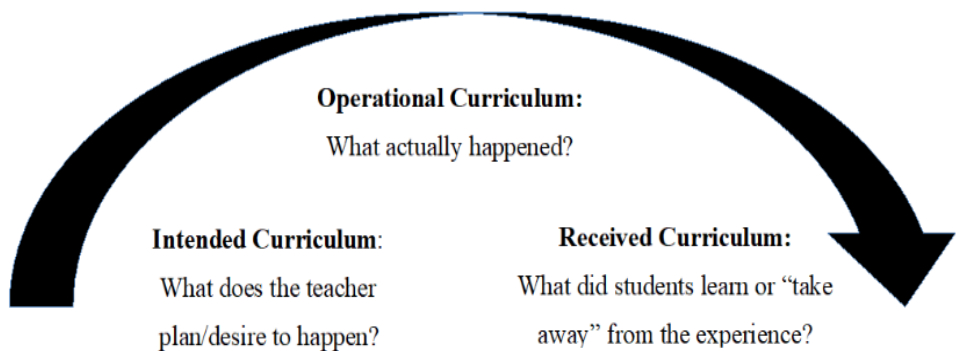 Operational Curriculum:
What actually happened?
Intended Curriculum:
What does the teacher
plan/desire to happen?
Received Curriculum:
What did students learn or “take
away” from the experience?